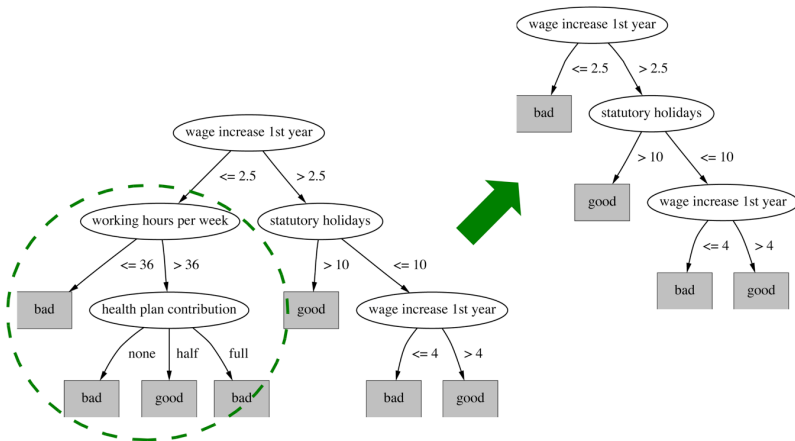 wage increase 1st year
<= 2.5
> 2.5
working hours per week
statutory holidays
<= 36
> 36
> 10
<= 10
bad
health plan contribution
good
wage increase 1st year
none
half
full
<= 4
> 4
bad
good
bad
bad
good
wage increase 1st year
<= 2.5
> 2.5
bad
statutory holidays
> 10
<= 10
good
wage increase 1st year
<= 4
> 4
bad
good